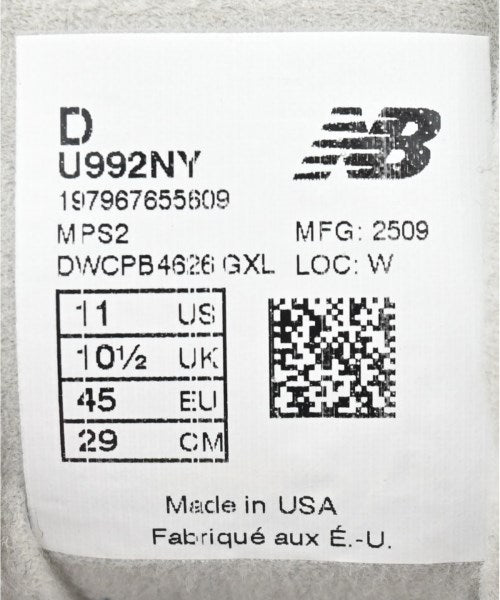 D
U992NY
197967655609
MPS2 MFG: 2509
DWCPB4626 GXL LOC: W
11 US
10½ UK
45 EU
29 CM
NB
Made in USA
Fabriqué aux É.-U.